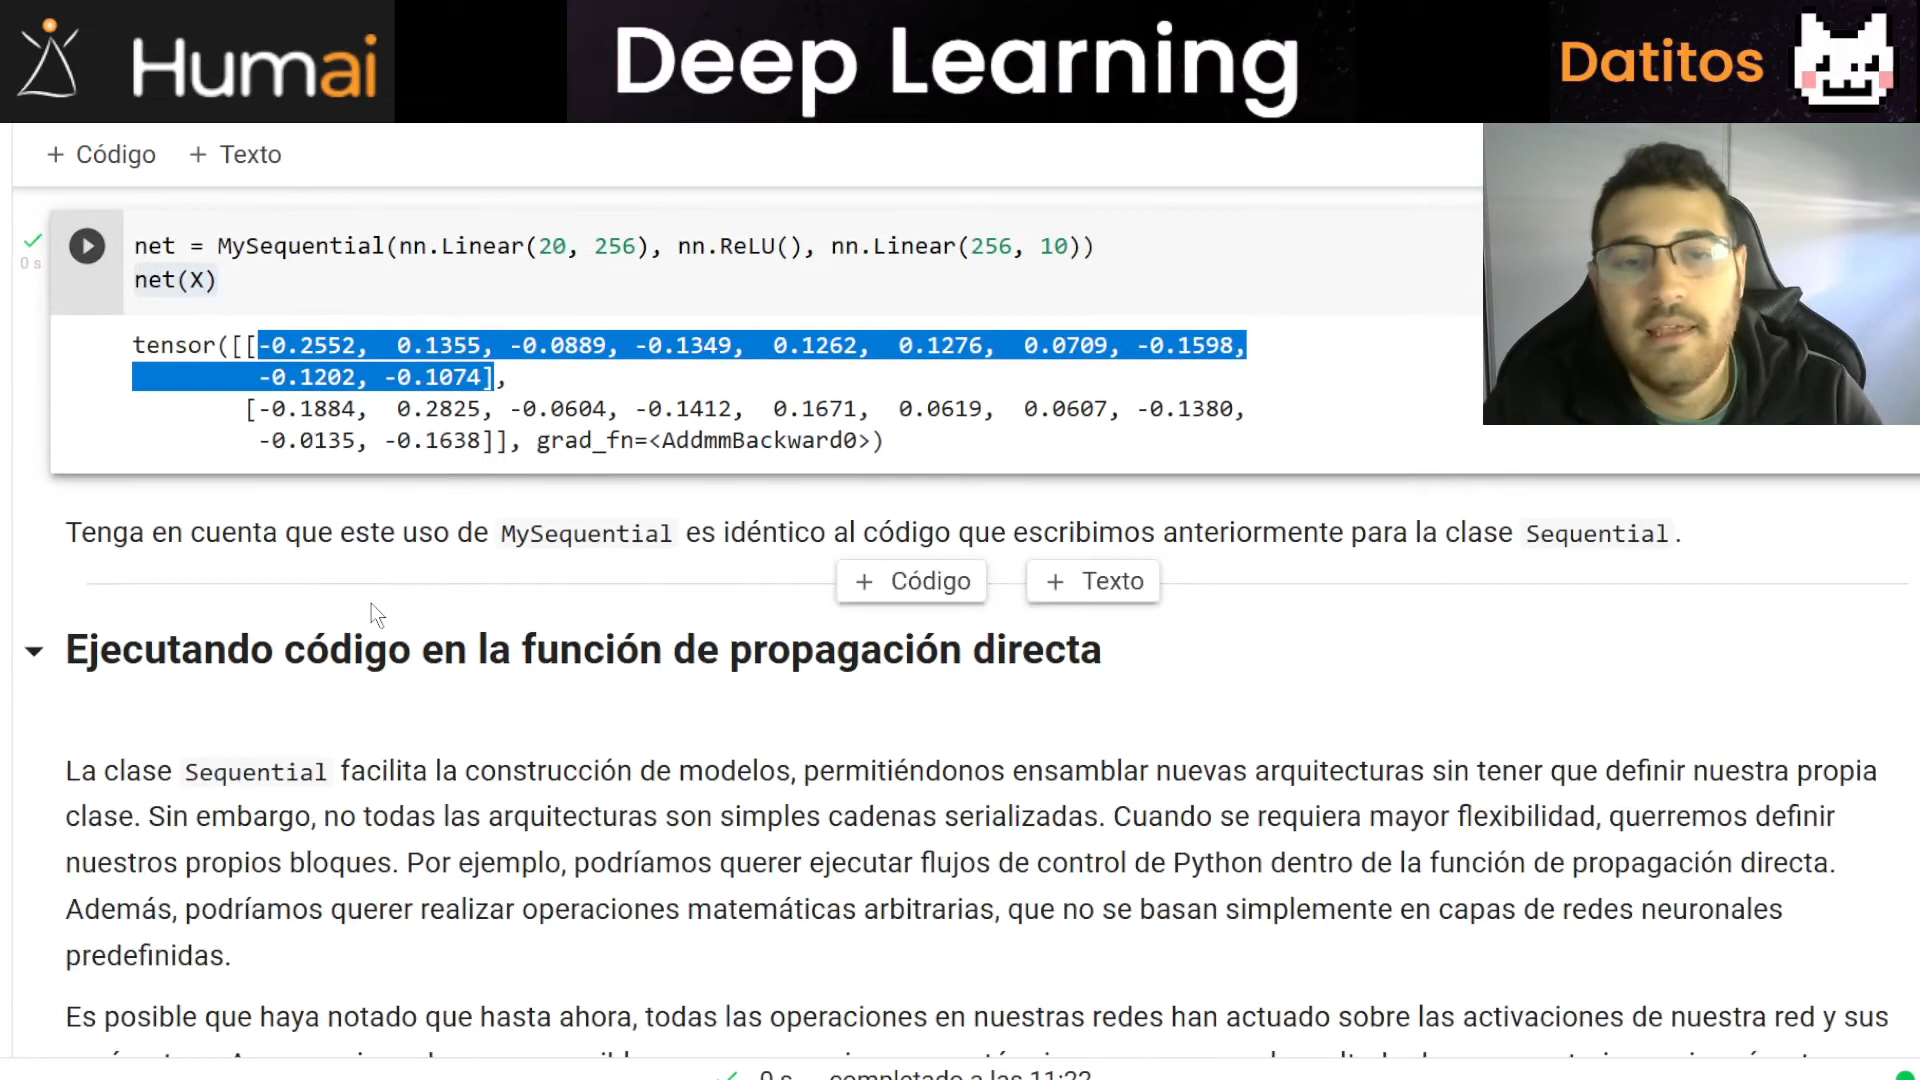 Humai
Deep Learning
Datitos
+ Código + Texto
0 s
net = MySequential(nn.Linear(20, 256), nn.ReLU(), nn.Linear(256, 10))
net(X)
tensor([[-0.2552, 0.1355, -0.0889, -0.1349, 0.1262, 0.1276, 0.0709, -0.1598,
-0.1202, -0.1074],
[-0.1884, 0.2825, -0.0604, -0.1412, 0.1671, 0.0619, 0.0607, -0.1380,
-0.0135, -0.1638]], grad_fn=<AddmmBackward0>)
Tenga en cuenta que este uso de MySequential es idéntico al código que escribimos anteriormente para la clase Sequential.
+ Código + Texto
Ejecutando código en la función de propagación directa
La clase Sequential facilita la construcción de modelos, permitiéndonos ensamblar nuevas arquitecturas sin tener que definir nuestra propia
clase. Sin embargo, no todas las arquitecturas son simples cadenas serializadas. Cuando se requiera mayor flexibilidad, querremos definir
nuestros propios bloques. Por ejemplo, podríamos querer ejecutar flujos de control de Python dentro de la función de propagación directa.
Además, podríamos querer realizar operaciones matemáticas arbitrarias, que no se basan simplemente en capas de redes neuronales
predefinidas.
Es posible que haya notado que hasta ahora, todas las operaciones en nuestras redes han actuado sobre las activaciones de nuestra red y sus
0 s completado a las 11:22